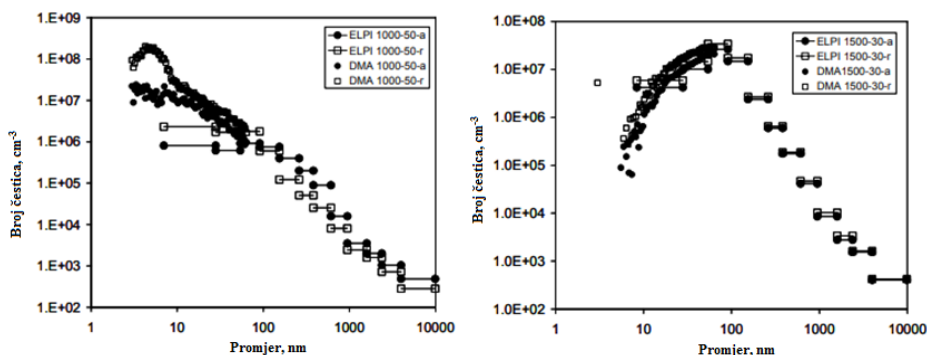 1.E+09
1.E+08
1.E+07
1.E+06
1.E+05
1.E+04
1.E+03
1.E+02
Broj čestica, cm-3
ELPI 1000-50-a
ELPI 1000-50-r
DMA 1000-50-a
DMA 1000-50-r
1
10
100
1000
10000
Promjer, nm
1.0E+08
1.0E+07
1.0E+06
1.0E+05
1.0E+04
1.0E+03
1.0E+02
Broj čestica, cm-3
ELPI 1500-30-a
ELPI 1500-30-r
DMA1500-30-a
DMA 1500-30-r
1
10
100
1000
10000
Promjer, nm